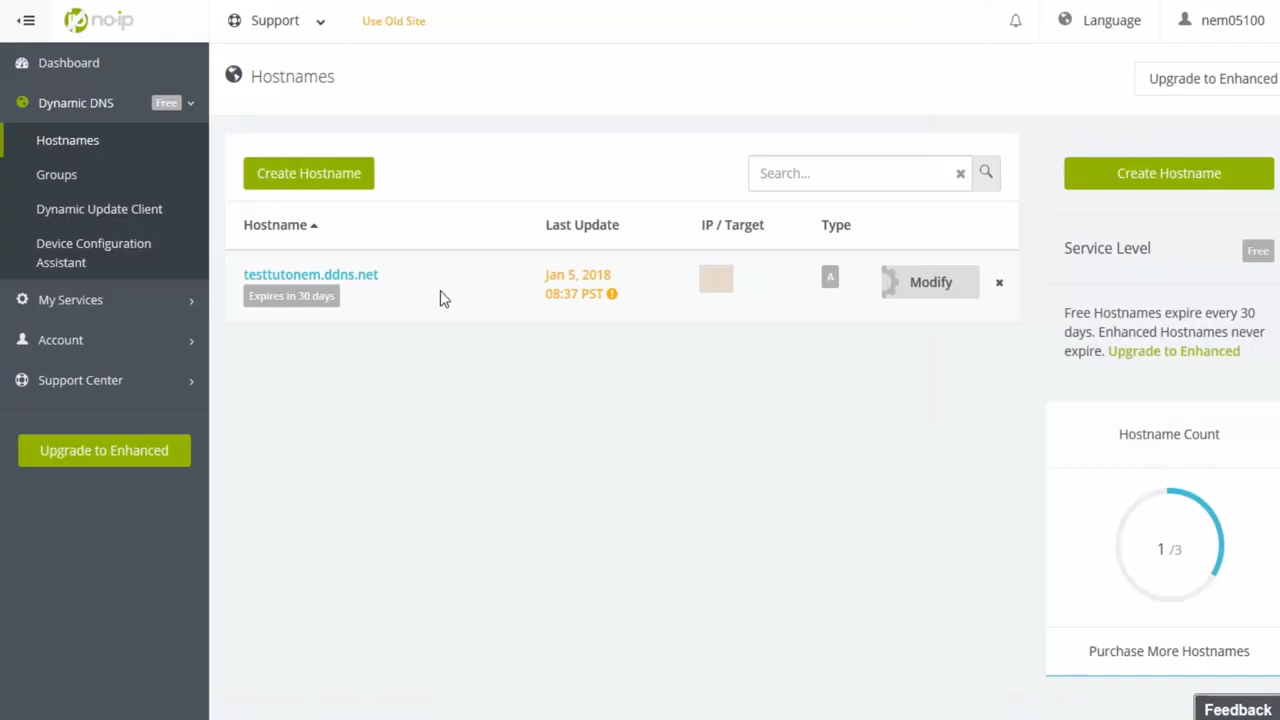 no-ip
Support
Use Old Site
Language
nem05100
Dashboard
Dynamic DNS
Free
Hostnames
Groups
Dynamic Update Client
Device Configuration
Assistant
My Services
Account
Support Center
Upgrade to Enhanced
Hostnames
Upgrade to Enhanced
Create Hostname
Search...
Hostname
Last Update
IP / Target
Type
testtutonem.ddns.net
Expires in 30 days
Jan 5, 2018
08:37 PST
A
Modify
Create Hostname
Service Level
Free
Free Hostnames expire every 30
days. Enhanced Hostnames never
expire. Upgrade to Enhanced
Hostname Count
1 /3
Purchase More Hostnames
Feedback